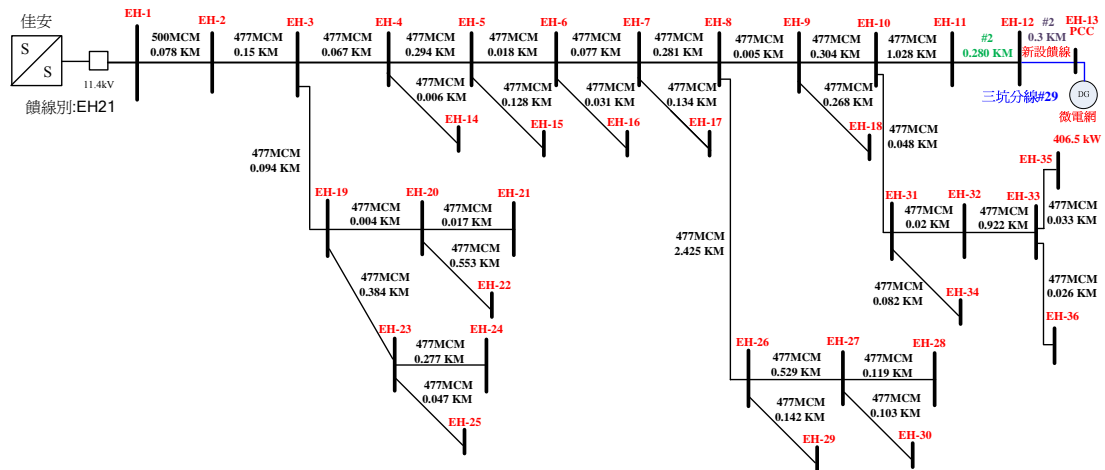 佳安
S
S
11.4kV
饋線別:EH21
EH-1
500MCM
0.078 KM
EH-2
477MCM
0.15 KM
EH-3
477MCM
0.067 KM
EH-4
477MCM
0.294 KM
EH-5
477MCM
0.018 KM
EH-6
477MCM
0.077 KM
EH-7
477MCM
0.281 KM
EH-8
477MCM
0.005 KM
EH-9
477MCM
0.304 KM
EH-10
477MCM
1.028 KM
EH-11
#2
0.280 KM
EH-12
#2
0.3 KM
新設饋線
EH-13
PCC
三坑分線#29
DG
微電網
477MCM
0.006 KM
EH-14
477MCM
0.128 KM
EH-15
477MCM
0.031 KM
EH-16
477MCM
0.134 KM
EH-17
477MCM
0.268 KM
EH-18
477MCM
0.094 KM
EH-19
477MCM
0.004 KM
EH-20
477MCM
0.017 KM
EH-21
477MCM
0.553 KM
EH-22
477MCM
0.384 KM
EH-23
477MCM
0.277 KM
EH-24
477MCM
0.047 KM
EH-25
477MCM
2.425 KM
EH-26
477MCM
0.529 KM
EH-27
477MCM
0.119 KM
EH-28
477MCM
0.142 KM
EH-29
477MCM
0.103 KM
EH-30
477MCM
0.048 KM
EH-31
477MCM
0.02 KM
EH-32
477MCM
0.922 KM
EH-33
477MCM
0.082 KM
EH-34
406.5 kW
EH-35
477MCM
0.033 KM
477MCM
0.026 KM
EH-36